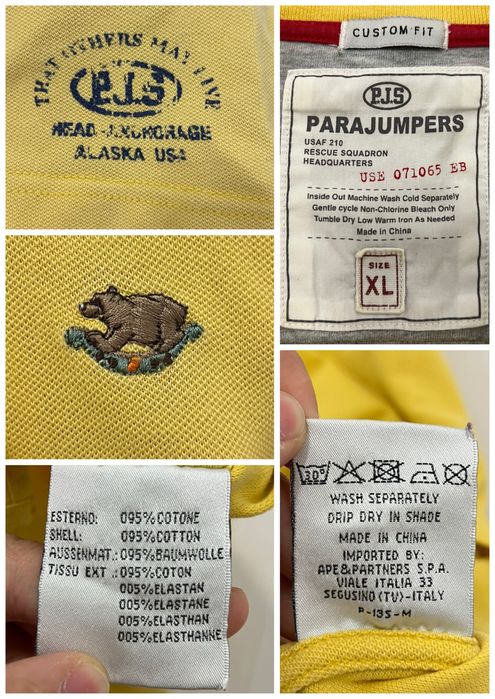 THAT OTHERS MAY LIVE
P.J.S
HEAD-ANCHORAGE
ALASKA USA
CUSTOM FIT
P.J.S
PARAJUMPERS
USAF 210
RESCUE SQUADRON
HEADQUARTERS
USE 071065 EB
Inside Out Machine Wash Cold Separately
Gentle cycle Non-Chlorine Bleach Only
Tumble Dry Low Warm Iron As Needed
Made in China
SIZE
XL
ESTERNO: 095%COTONE
SHELL: 095%COTTON
AUSSENMAT.:095%BAUMWOLLE
TISSU EXT .:095%COTON
005%ELASTAN
005%ELASTANE
005%ELASTHAN
005%ELASTHANNE
30°
WASH SEPARATELY
DRIP DRY IN SHADE
MADE IN CHINA
IMPORTED BY:
APE&PARTNERS S.P.A.
VIALE ITALIA 33
SEGUSINO (TV)-ITALY
P-135-M